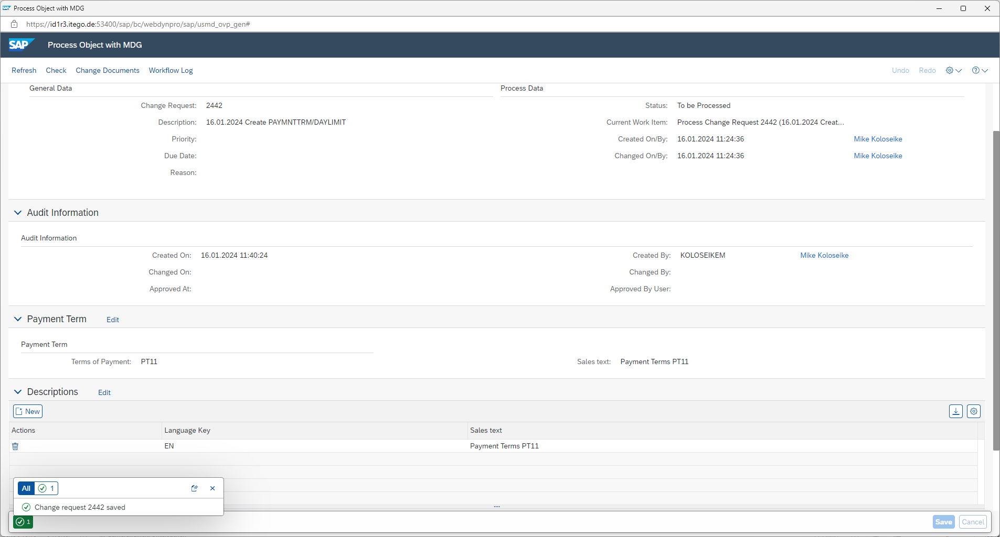 Process Object with MDG
https://id1r3.itego.de:53400/sap/bc/webdynpro/sap/usmd_ovp_gen#
SAP Process Object with MDG
Refresh Check Change Documents Workflow Log Undo Redo
General Data Process Data
Change Request: 2442 Status: To be Processed
Description: 16.01.2024 Create PAYMNTTRM/DAYLIMIT Current Work Item: Process Change Request 2442 (16.01.2024 Creat...
Priority: Created On/By: 16.01.2024 11:24:36 Mike Koloseike
Due Date: Changed On/By: 16.01.2024 11:24:36 Mike Koloseike
Reason:
Audit Information
Audit Information
Created On: 16.01.2024 11:40:24 Created By: KOLOSEIKEM Mike Koloseike
Changed On: Changed By:
Approved At: Approved By User:
Payment Term Edit
Payment Term
Terms of Payment: PT11 Sales text: Payment Terms PT11
Descriptions Edit
New
Actions Language Key Sales text
EN Payment Terms PT11
All 1
Change request 2442 saved
1 Save Cancel